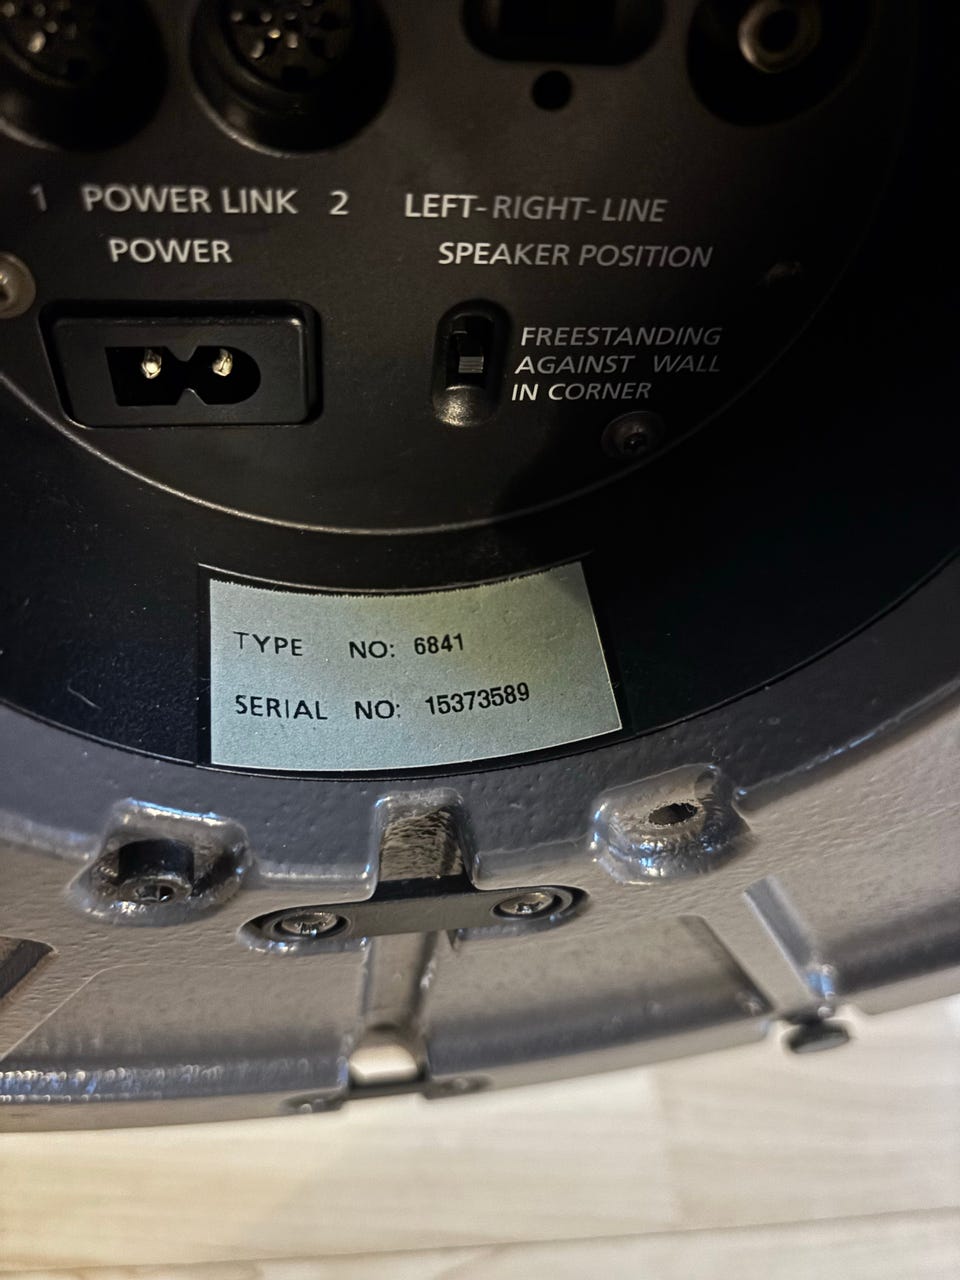 1 POWER LINK 2 LEFT-RIGHT-LINE
POWER SPEAKER POSITION
FREESTANDING
AGAINST WALL
IN CORNER
TYPE NO: 6841
SERIAL NO: 15373589